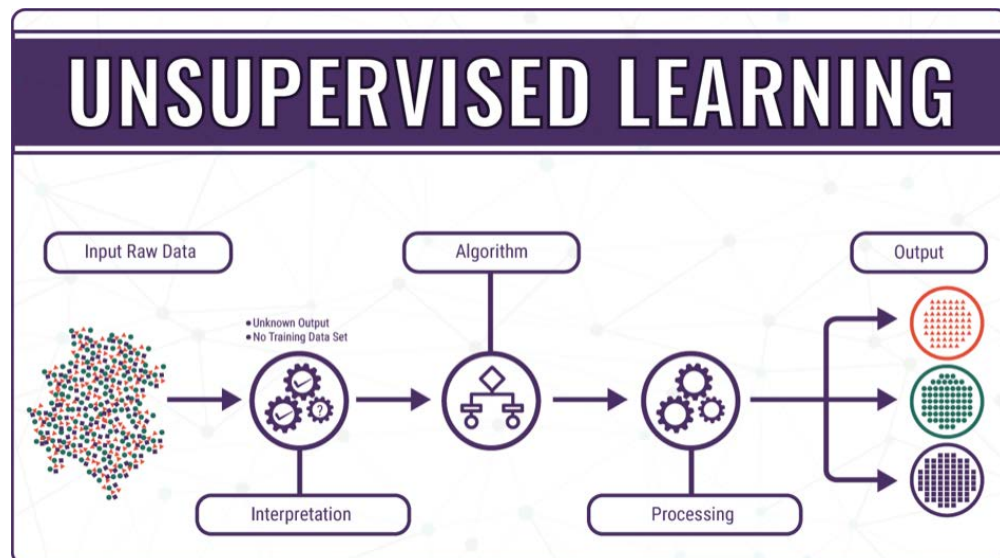 UNSUPERVISED LEARNING
Input Raw Data
Algorithm
Output
• Unknown Output
• No Training Data Set
?
Interpretation
Processing